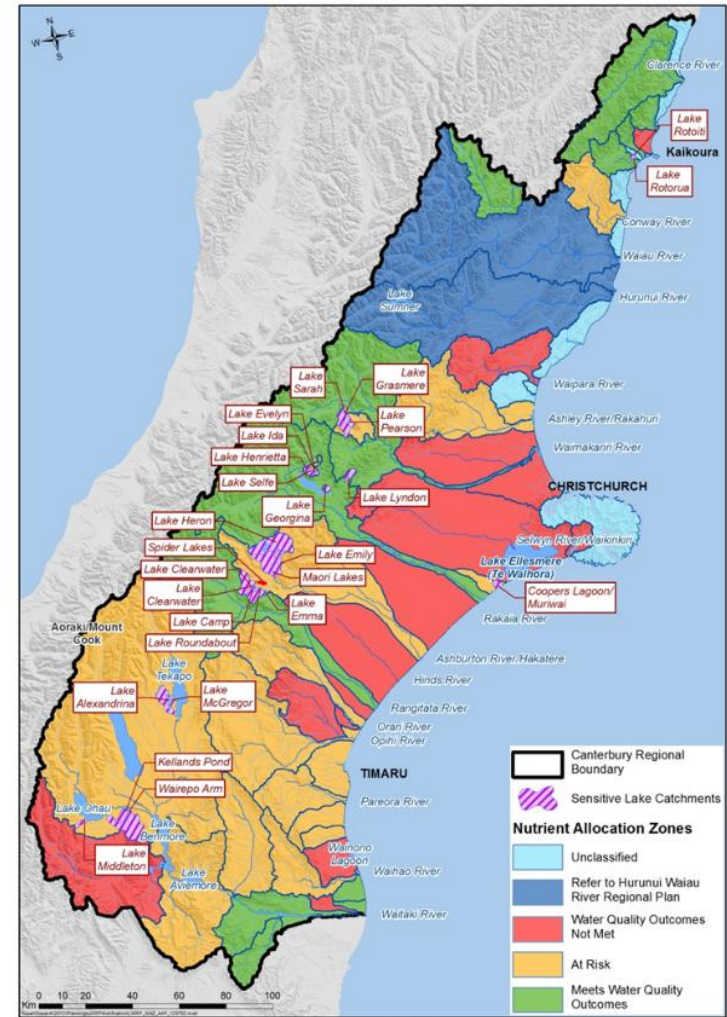 N
W
E
S
Clarence River
Lake
Rotoiti
Kaikoura
Lake
Rotorua
Conway River
Waiau River
Lake
Sumner
Hurunui River
Lake
Sarah
Lake
Grasmere
Waipara River
Lake Evelyn
Lake
Pearson
Ashley River/Rakahuri
Lake Ida
Waimakariri River
Lake Henrietta
Lake Selfe
CHRISTCHURCH
Lake Lyndon
Lake
Georgina
Lake Heron
Selwyn River/Waikirikiri
Spider Lakes
Lake Emily
Lake Ellesmere
(Te Waihora)
Lake Clearwater
Maori Lakes
Lake
Clearwater
Coopers Lagoon/
Muriwai
Lake
Emma
Lake Camp
Rakaia River
Aoraki/Mount
Cook
Lake Roundabout
Ashburton River/Hakatere
Lake
Tekapo
Hinds River
Lake
Alexandrina
Lake
McGregor
Rangitata River
Orari River
Opihi River
Kellands Pond
TIMARU
Wairepo Arm
Pareora River
Lake Ohau
Lake
Benmore
Wainono
Lagoon
Lake
Middleton
Waihao River
Lake
Aviemore
Waitaki River
Km
0 10 20 40 60 80 100
Canterbury Regional
Boundary
Sensitive Lake Catchments
Nutrient Allocation Zones
Unclassified
Refer to Hurunui Waiau
River Regional Plan
Water Quality Outcomes
Not Met
At Risk
Meets Water Quality
Outcomes